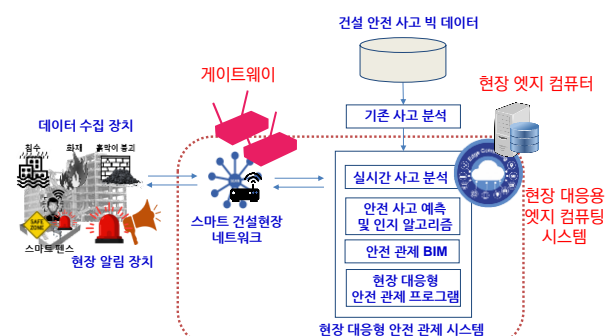 건설 안전 사고 빅 데이터
게이트웨이
현장 엣지 컴퓨터
기존 사고 분석
데이터 수집 장치
침수
화재
흙막이 붕괴
실시간 사고 분석
안전 사고 예측
및 인지 알고리즘
안전 관제 BIM
현장 대응형
안전 관제 프로그램
현장 대응용
엣지 컴퓨팅
시스템
스마트 건설현장
네트워크
SAFE
ZONE
스마트 펜스
현장 알림 장치
현장 대응형 안전 관제 시스템